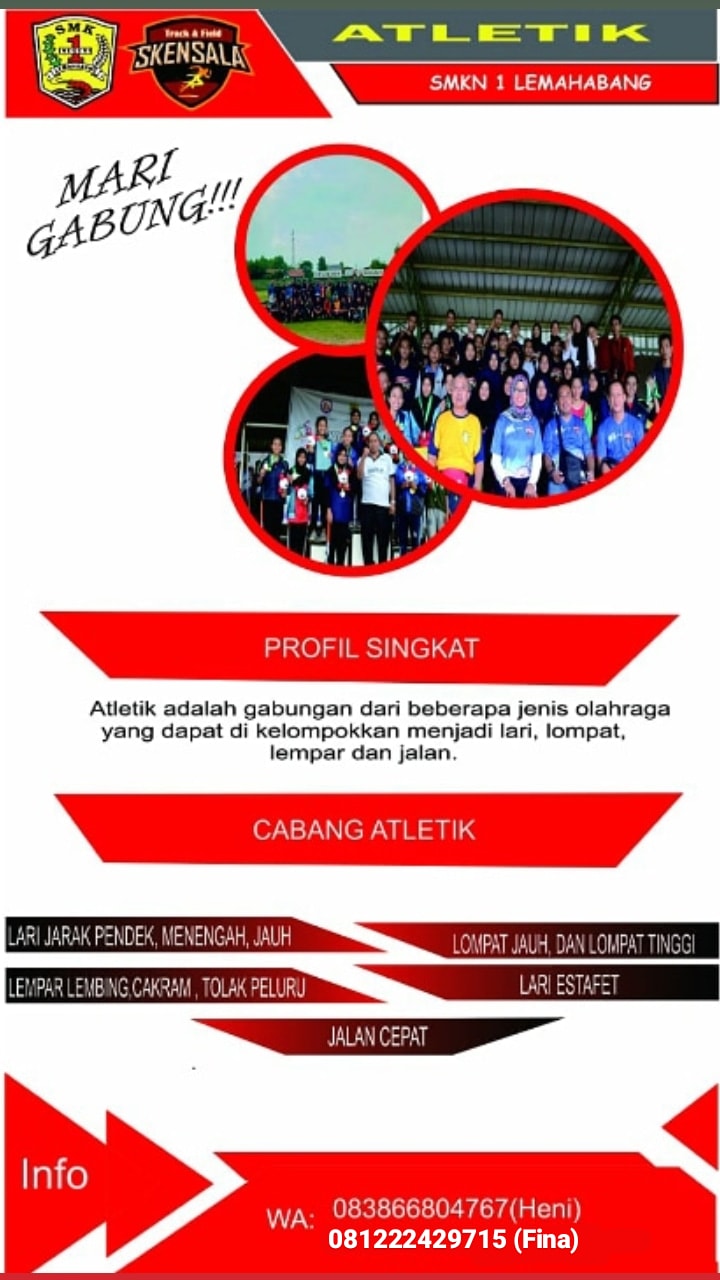 SMK
1
Track & Field
SKENSALA
ATLETIK
SMKN 1 LEMAHABANG
MARI
GABUNG!!!
PROFIL SINGKAT
Atletik adalah gabungan dari beberapa jenis olahraga
yang dapat di kelompokkan menjadi lari, lompat,
lempar dan jalan.
CABANG ATLETIK
LARI JARAK PENDEK, MENENGAH, JAUH
LOMPAT JAUH, DAN LOMPAT TINGGI
LEMPAR LEMBING,CAKRAM , TOLAK PELURU
LARI ESTAFET
JALAN CEPAT
Info
WA: 083866804767(Heni)
081222429715 (Fina)